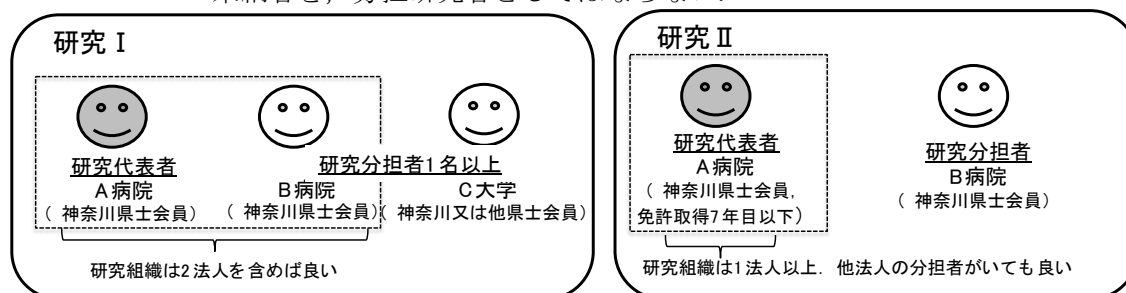 研究Ⅰ
研究代表者
A病院
( 神奈川県士会員)
研究分担者1名以上
B病院
( 神奈川県士会員)
C大学
( 神奈川又は他県士会員)
研究組織は2法人を含めば良い
研究Ⅱ
研究代表者
A病院
( 神奈川県士会員,
免許取得7年目以下)
研究分担者
B病院
( 神奈川県士会員)
研究組織は1法人以上. 他法人の分担者がいても良い